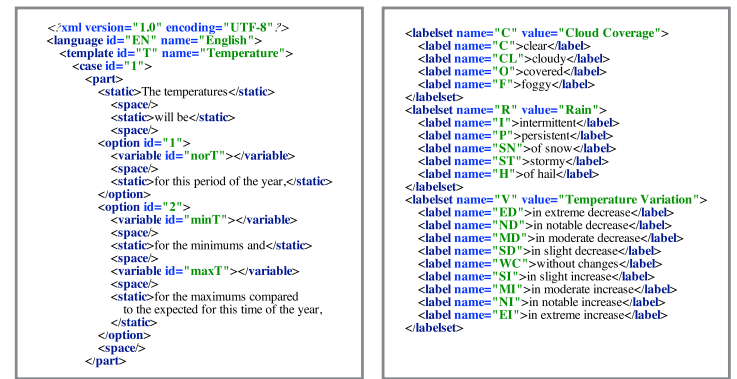 <?xml version="1.0" encoding="UTF-8"?>
<language id="EN" name="English">
<template id="T" name="Temperature">
<case id="1">
<part>
<static>The temperatures</static>
<space/>
<static>will be</static>
<space/>
<option id="1">
<variable id="norT"></variable>
<space/>
<static>for this period of the year,</static>
</option>
<option id="2">
<variable id="minT"></variable>
<space/>
<static>for the minimums and</static>
<space/>
<variable id="maxT"></variable>
<space/>
<static>for the maximums compared
to the expected for this time of the year,
</static>
</option>
<space/>
</part>
<labelset name="C" value="Cloud Coverage">
<label name="C">clear</label>
<label name="CL">cloudy</label>
<label name="O">covered</label>
<label name="F">foggy</label>
</labelset>
<labelset name="R" value="Rain">
<label name="I">intermittent</label>
<label name="P">persistent</label>
<label name="SN">of snow</label>
<label name="ST">stormy</label>
<label name="H">of hail</label>
</labelset>
<labelset name="V" value="Temperature Variation">
<label name="ED">in extreme decrease</label>
<label name="ND">in notable decrease</label>
<label name="MD">in moderate decrease</label>
<label name="SD">in slight decrease</label>
<label name="WC">without changes</label>
<label name="SI">in slight increase</label>
<label name="MI">in moderate increase</label>
<label name="NI">in notable increase</label>
<label name="EI">in extreme increase</label>
</labelset>